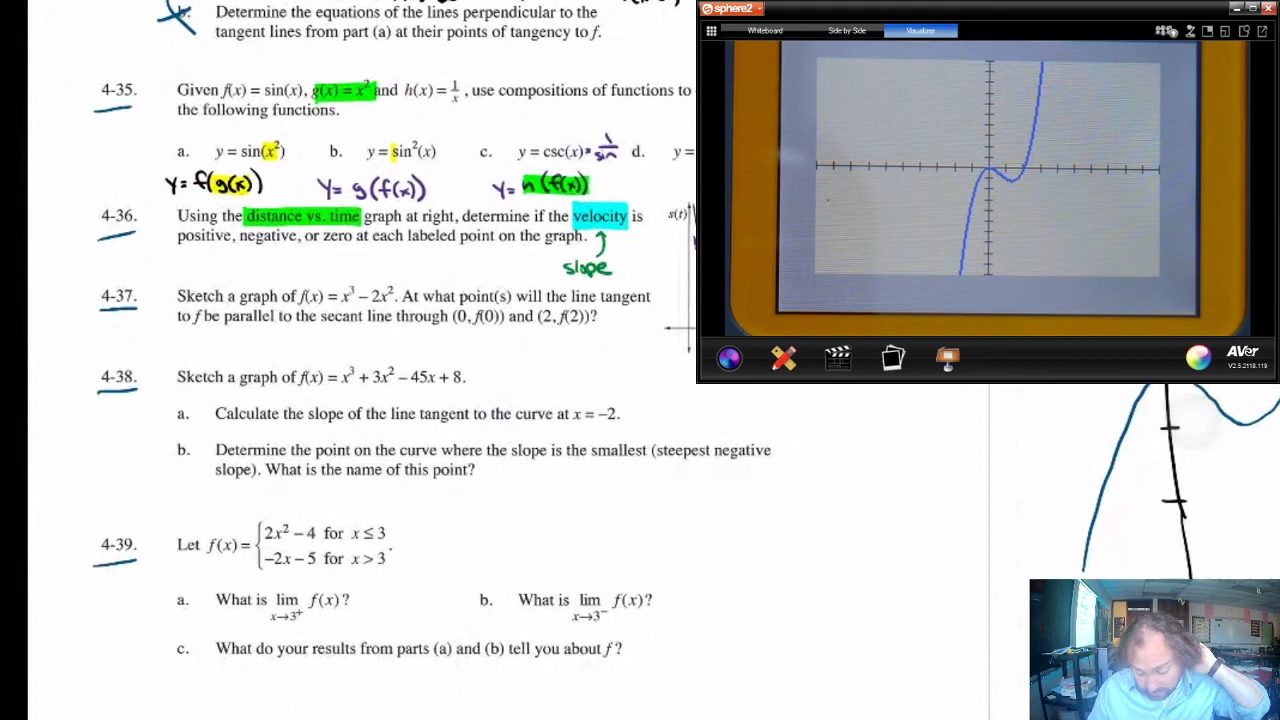 b. Determine the equations of the lines perpendicular to the
tangent lines from part (a) at their points of tangency to f.
4-35. Given f(x) = sin(x), g(x) = x² and h(x) = 1/x, use compositions of functions to
the following functions.
a. y = sin(x²) b. y = sin²(x) c. y = csc(x) = 1/sin d. y =
y = f(g(x)) y = g(f(x)) y = h(f(x))
4-36. Using the distance vs. time graph at right, determine if the velocity is
positive, negative, or zero at each labeled point on the graph.
slope
s(t)
4-37. Sketch a graph of f(x) = x³ – 2x². At what point(s) will the line tangent
to f be parallel to the secant line through (0, f(0)) and (2, f(2))?
4-38. Sketch a graph of f(x) = x³ + 3x² – 45x + 8.
a. Calculate the slope of the line tangent to the curve at x = –2.
b. Determine the point on the curve where the slope is the smallest (steepest negative
slope). What is the name of this point?
4-39. Let f(x) = { 2x² – 4 for x ≤ 3
–2x – 5 for x > 3 .
a. What is lim x→3⁺ f(x)? b. What is lim x→3⁻ f(x)?
c. What do your results from parts (a) and (b) tell you about f?
sphere2
Whiteboard Side by Side Visualizer
AVer
V2.5.2118.119